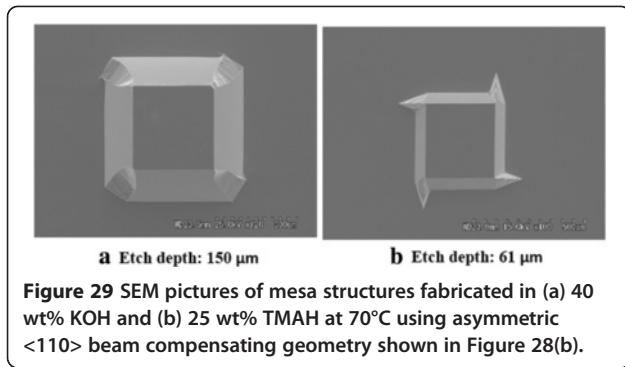 a Etch depth: 150 µm
b Etch depth: 61 µm
Figure 29 SEM pictures of mesa structures fabricated in (a) 40
wt% KOH and (b) 25 wt% TMAH at 70°C using asymmetric
<110> beam compensating geometry shown in Figure 28(b).